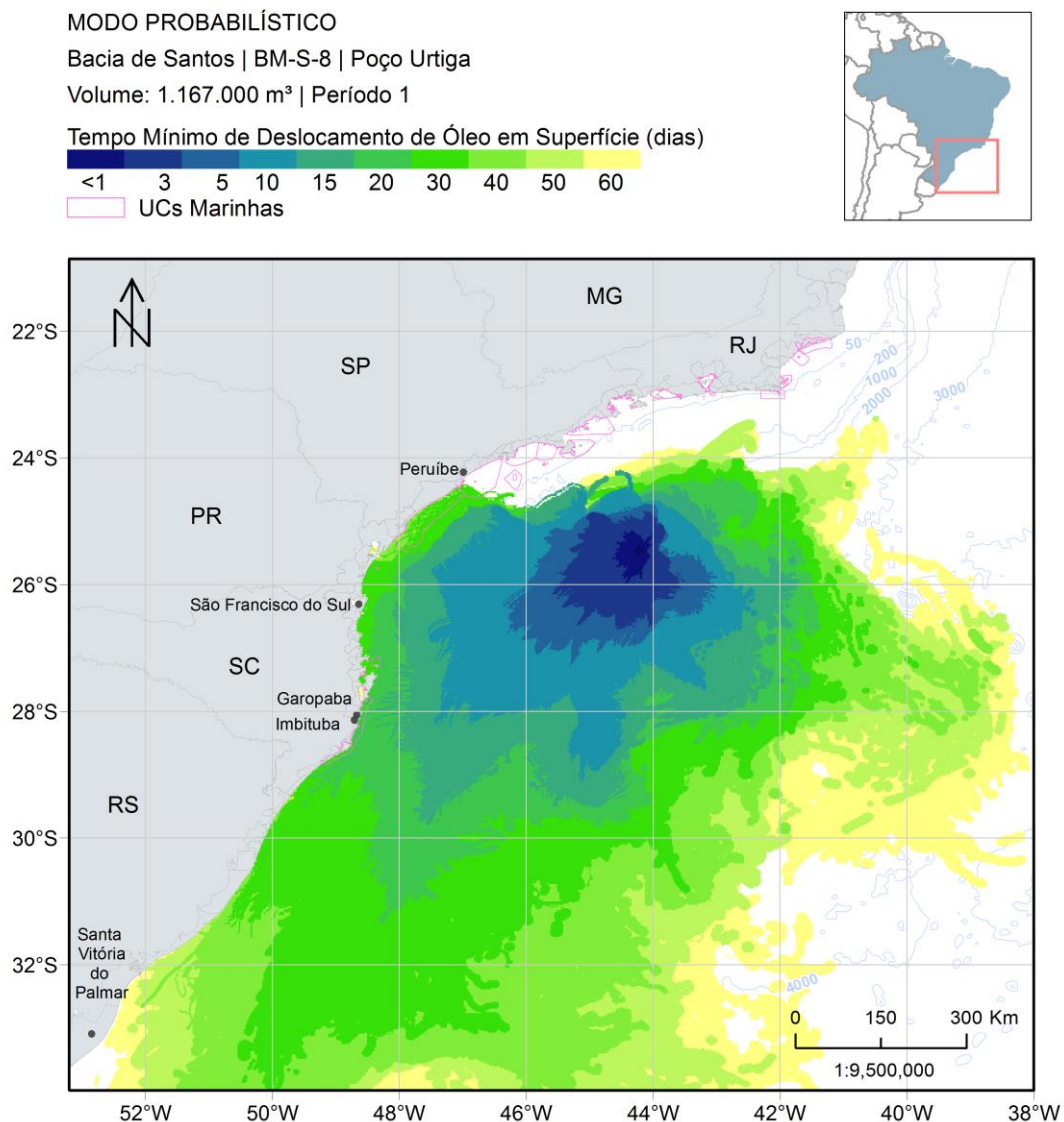 MODO PROBABILÍSTICO
Bacia de Santos | BM-S-8 | Poço Urtiga
Volume: 1.167.000 m³ | Período 1
Tempo Mínimo de Deslocamento de Óleo em Superfície (dias)
<1 3 5 10 15 20 30 40 50 60
UCs Marinhas
MG
22°S
RJ
SP
50
200
1000
2000
3000
24°S
Peruíbe
PR
26°S
São Francisco do Sul
SC
Garopaba
28°S
Imbituba
RS
30°S
Santa
Vitória
do
Palmar
32°S
4000
N
0 150 300 Km
1:9,500,000
52°W 50°W 48°W 46°W 44°W 42°W 40°W 38°W